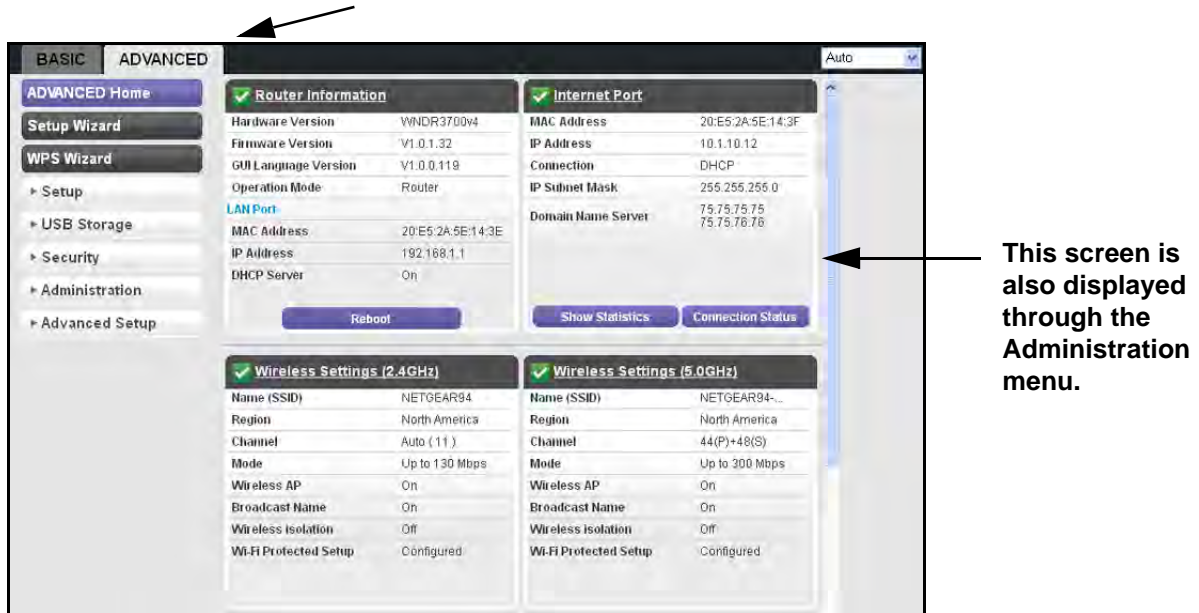 BASIC ADVANCED Auto
ADVANCED Home
Setup Wizard
WPS Wizard
Setup
USB Storage
Security
Administration
Advanced Setup
Router Information
Hardware Version WNDR3700v4
Firmware Version V1.0.1.32
GUI Language Version V1.0.0.119
Operation Mode Router
LAN Port
MAC Address 20:E5:2A:5E:14:3E
IP Address 192.168.1.1
DHCP Server On
Reboot
Internet Port
MAC Address 20:E5:2A:5E:14:3F
IP Address 10.1.10.12
Connection DHCP
IP Subnet Mask 255.255.255.0
Domain Name Server 75.75.75.75
75.75.76.76
Show Statistics Connection Status
Wireless Settings (2.4GHz)
Name (SSID) NETGEAR94
Region North America
Channel Auto ( 11 )
Mode Up to 130 Mbps
Wireless AP On
Broadcast Name On
Wireless isolation Off
Wi-Fi Protected Setup Configured
Wireless Settings (5.0GHz)
Name (SSID) NETGEAR94-...
Region North America
Channel 44(P)+48(S)
Mode Up to 300 Mbps
Wireless AP On
Broadcast Name On
Wireless isolation Off
Wi-Fi Protected Setup Configured
This screen is
also displayed
through the
Administration
menu.